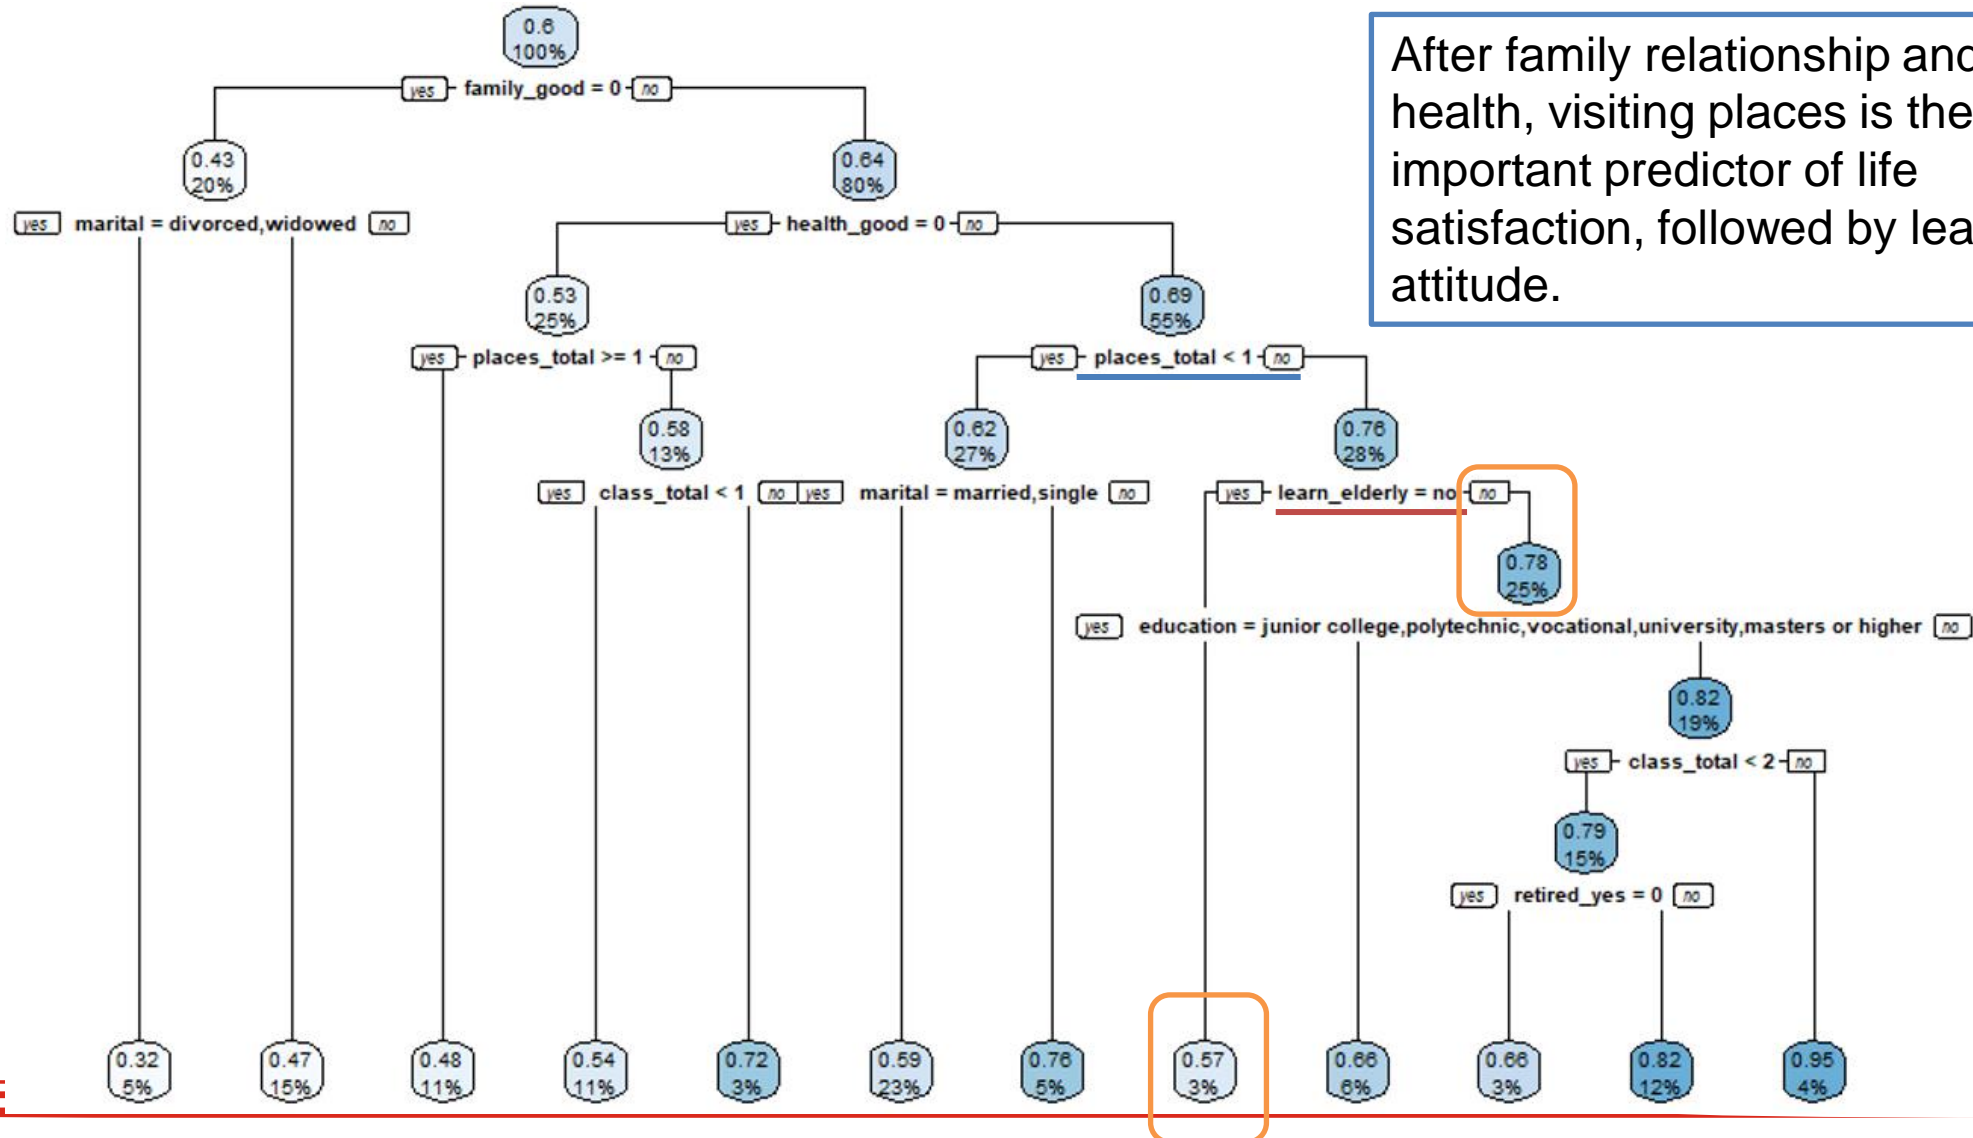 0.6
100%
yes family_good = 0 no
After family relationship and
health, visiting places is the
important predictor of life
satisfaction, followed by
attitude.
0.43
20%
0.64
80%
yes marital = divorced,widowed no
yes health_good = 0 no
0.53
25%
0.69
55%
yes places_total >= 1 no
yes places_total < 1 no
0.58
13%
0.62
27%
0.76
28%
yes class_total < 1 no
yes marital = married,single no
yes learn_elderly = no no
0.78
25%
yes education = junior college,polytechnic,vocational,university,masters or higher no
0.82
19%
yes class_total < 2 no
0.79
15%
yes retired_yes = 0 no
0.32
5%
0.47
15%
0.48
11%
0.54
11%
0.72
3%
0.59
23%
0.76
5%
0.57
3%
0.66
6%
0.66
3%
0.82
12%
0.95
4%